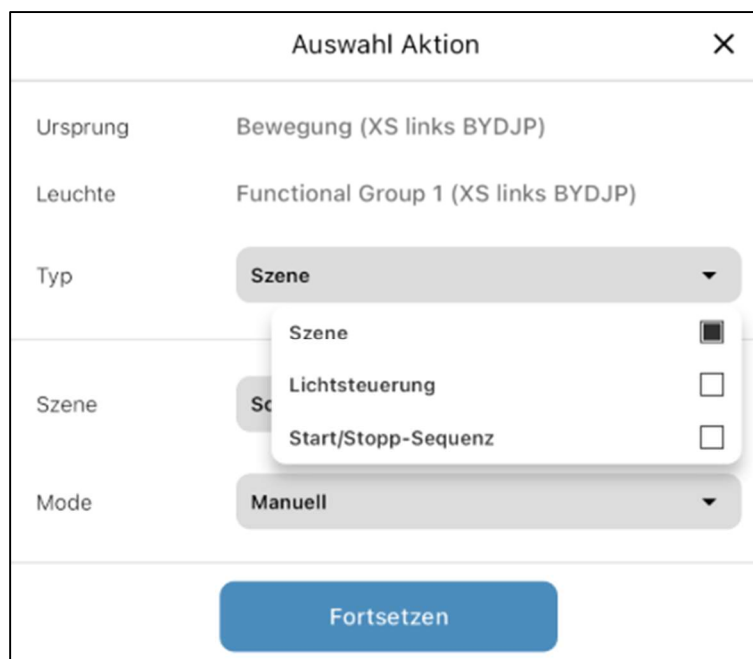 Auswahl Aktion
Ursprung Bewegung (XS links BYDJP)
Leuchte Functional Group 1 (XS links BYDJP)
Typ Szene
Szene
Lichtsteuerung
Szene
Start/Stopp-Sequenz
Mode Manuell
Fortsetzen